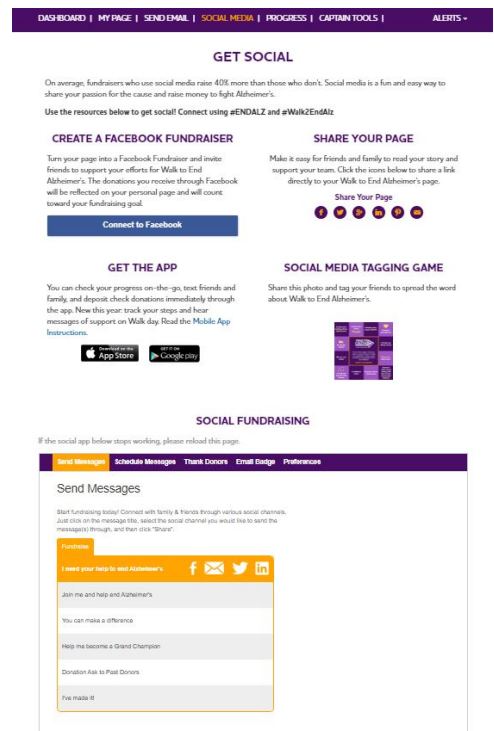 DASHBOARD | MY PAGE | SEND EMAIL | SOCIAL MEDIA | PROGRESS | CAPTAIN TOOLS | ALERTS
GET SOCIAL
On average, fundraisers who use social media raise 40% more than those who don't. Social media is a fun and easy way to
share your passion for the cause and raise money to fight Alzheimer's.
Use the resources below to get social! Connect using #ENDALZ and #Walk2EndAlz
CREATE A FACEBOOK FUNDRAISER
Turn your page into a Facebook Fundraiser and invite
friends to support your efforts for Walk to End
Alzheimer's. The donations you receive through Facebook
will be reflected on your personal page and will count
toward your fundraising goal.
Connect to Facebook
SHARE YOUR PAGE
Make it easy for friends and family to read your story and
support your team. Click the icons below to share a link
directly to your Walk to End Alzheimer's page.
Share Your Page
GET THE APP
You can check your progress on-the-go, text friends and
family, and deposit check donations immediately through
the app. New this year: track your steps and hear
messages of support on Walk day. Read the Mobile App
Instructions.
Download on the
App Store
GET IT ON
Google play
SOCIAL MEDIA TAGGING GAME
Share this photo and tag your friends to spread the word
about Walk to End Alzheimer's.
SOCIAL FUNDRAISING
If the social app below stops working, please reload this page.
Send Messages Schedule Messages Thank Donors Email Badge Preferences
Send Messages
Start fundraising today! Connect with family & friends through various social channels.
Just click on the message title, select the social channel you would like to send the
message(s) through, and then click "Share".
Fundraise
I need your help to end Alzheimer's
Join me and help end Alzheimer's
You can make a difference
Help me become a Grand Champion
Donation Ask to Past Donors
I've made it!